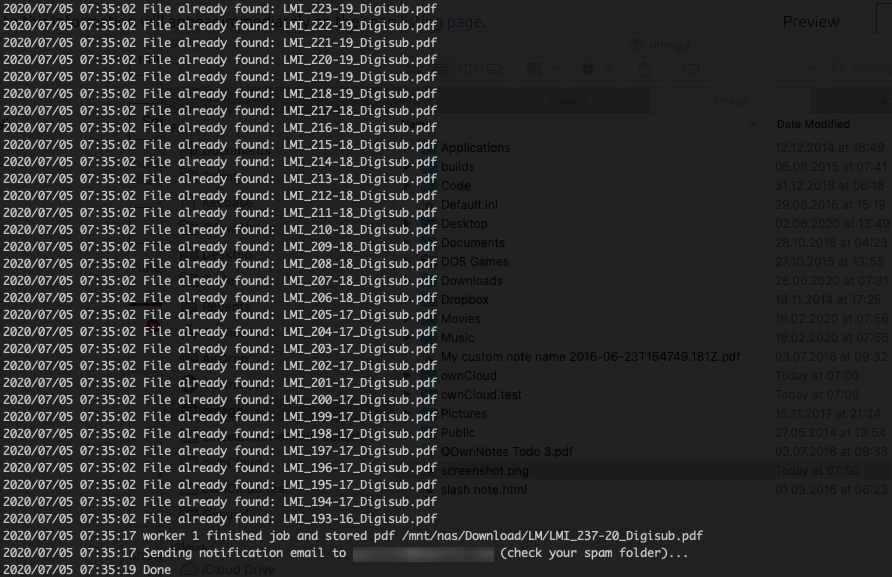 2020/07/05 07:35:02 File already found: LMI_223-19_Digisub.pdf
2020/07/05 07:35:02 File already found: LMI_222-19_Digisub.pdf
2020/07/05 07:35:02 File already found: LMI_221-19_Digisub.pdf
2020/07/05 07:35:02 File already found: LMI_220-19_Digisub.pdf
2020/07/05 07:35:02 File already found: LMI_219-19_Digisub.pdf
2020/07/05 07:35:02 File already found: LMI_218-19_Digisub.pdf
2020/07/05 07:35:02 File already found: LMI_217-18_Digisub.pdf
2020/07/05 07:35:02 File already found: LMI_216-18_Digisub.pdf
2020/07/05 07:35:02 File already found: LMI_215-18_Digisub.pdf
2020/07/05 07:35:02 File already found: LMI_214-18_Digisub.pdf
2020/07/05 07:35:02 File already found: LMI_213-18_Digisub.pdf
2020/07/05 07:35:02 File already found: LMI_212-18_Digisub.pdf
2020/07/05 07:35:02 File already found: LMI_211-18_Digisub.pdf
2020/07/05 07:35:02 File already found: LMI_210-18_Digisub.pdf
2020/07/05 07:35:02 File already found: LMI_209-18_Digisub.pdf
2020/07/05 07:35:02 File already found: LMI_208-18_Digisub.pdf
2020/07/05 07:35:02 File already found: LMI_207-18_Digisub.pdf
2020/07/05 07:35:02 File already found: LMI_206-18_Digisub.pdf
2020/07/05 07:35:02 File already found: LMI_205-17_Digisub.pdf
2020/07/05 07:35:02 File already found: LMI_204-17_Digisub.pdf
2020/07/05 07:35:02 File already found: LMI_203-17_Digisub.pdf
2020/07/05 07:35:02 File already found: LMI_202-17_Digisub.pdf
2020/07/05 07:35:02 File already found: LMI_201-17_Digisub.pdf
2020/07/05 07:35:02 File already found: LMI_200-17_Digisub.pdf
2020/07/05 07:35:02 File already found: LMI_199-17_Digisub.pdf
2020/07/05 07:35:02 File already found: LMI_198-17_Digisub.pdf
2020/07/05 07:35:02 File already found: LMI_197-17_Digisub.pdf
2020/07/05 07:35:02 File already found: LMI_196-17_Digisub.pdf
2020/07/05 07:35:02 File already found: LMI_195-17_Digisub.pdf
2020/07/05 07:35:02 File already found: LMI_194-17_Digisub.pdf
2020/07/05 07:35:02 File already found: LMI_193-16_Digisub.pdf
2020/07/05 07:35:17 worker 1 finished job and stored pdf /mnt/nas/Download/LM/LMI_237-20_Digisub.pdf
2020/07/05 07:35:17 Sending notification email to (check your spam folder)...
2020/07/05 07:35:19 Done
page.
Preview
omega
Search
Gosund
omega
Date Modified
Applications 12.12.2014 at 16:49
builds 06.08.2015 at 07:41
Code 31.12.2018 at 06:18
Default.ini 29.08.2016 at 15:19
Desktop 02.06.2020 at 13:49
Documents 28.10.2018 at 04:23
DOS Games 27.10.2015 at 13:55
Downloads 28.06.2020 at 07:31
Dropbox 18.11.2014 at 17:25
Movies 16.02.2020 at 07:56
Music 16.02.2020 at 07:56
My custom note name 2016-06-23T154749.181Z.pdf 03.07.2016 at 09:32
ownCloud Today at 07:00
ownCloud.test Today at 07:00
Pictures 15.11.2017 at 21:24
Public 27.05.2014 at 13:54
QOwnNotes Todo 3.pdf 03.07.2016 at 09:33
screenshot.png Today at 07:50
slash note.html 01.09.2016 at 06:23
iCloud Drive